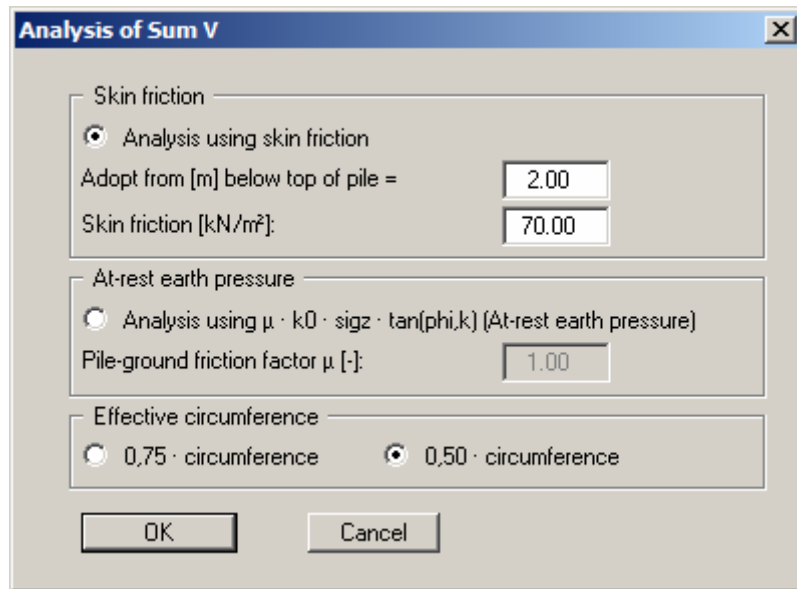 Analysis of Sum V
Skin friction
Analysis using skin friction
Adopt from [m] below top of pile = 2.00
Skin friction [kN/m²]: 70.00
At-rest earth pressure
Analysis using µ · k0 · sigz · tan(phi,k) (At-rest earth pressure)
Pile-ground friction factor µ [-]: 1.00
Effective circumference
0,75 · circumference 0,50 · circumference
OK Cancel